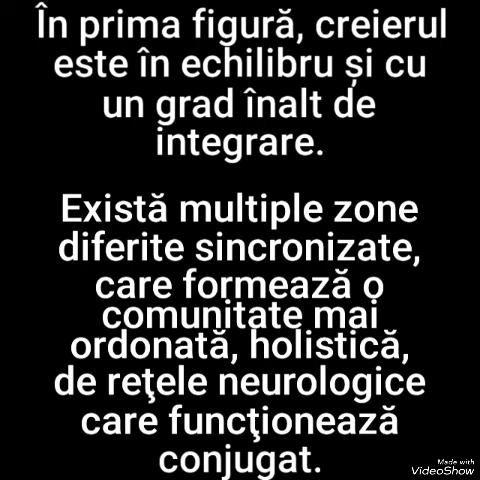 În prima figură, creierul
este în echilibru și cu
un grad înalt de
integrare.
Există multiple zone
diferite sincronizate,
care formează o
comunitate mai
ordonată, holistică,
de reţele neurologice
care funcţionează
conjugat.
Made with
VideoShow